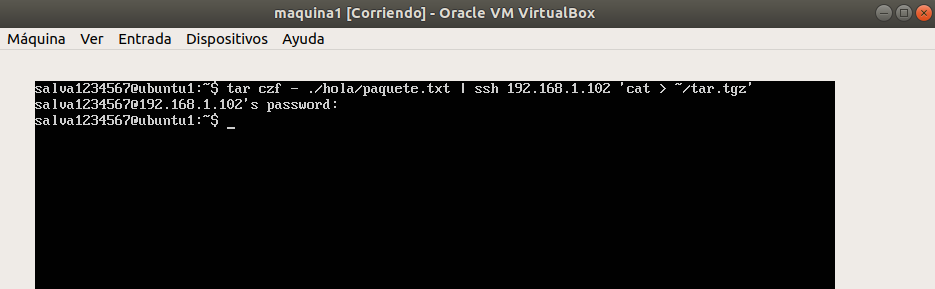 maquina1 [Corriendo] - Oracle VM VirtualBox
Máquina Ver Entrada Dispositivos Ayuda
salva1234567@ubuntu1:~$ tar czf - ./hola/paquete.txt | ssh 192.168.1.102 'cat > ~/tar.tgz'
salva1234567@192.168.1.102's password:
salva1234567@ubuntu1:~$ _